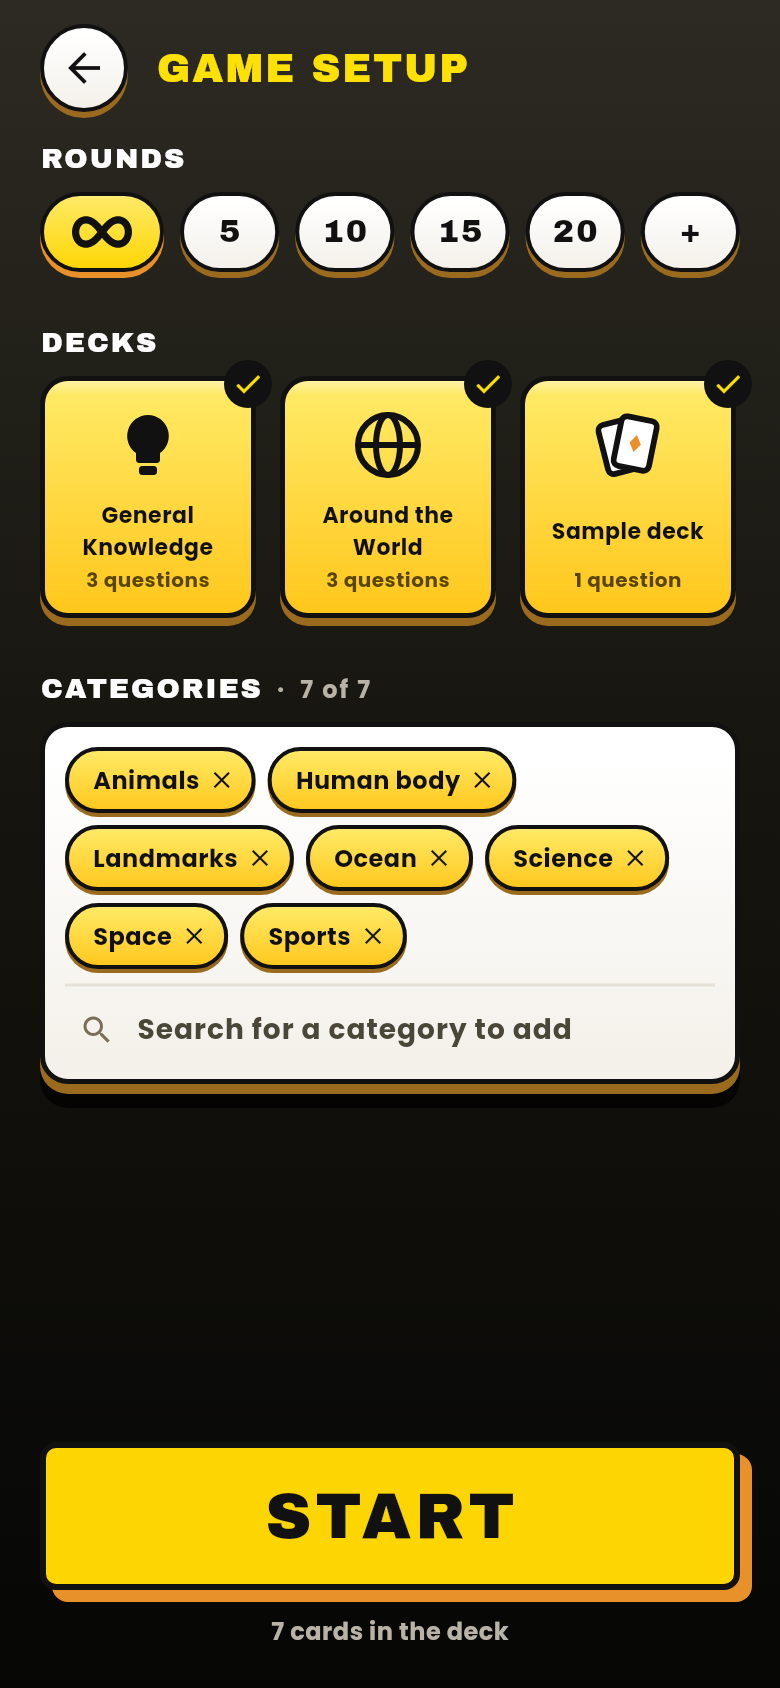 GAME SETUP
ROUNDS
∞ 5 10 15 20 +
DECKS
General
Knowledge
3 questions
Around the
World
3 questions
Sample deck
1 question
CATEGORIES · 7 of 7
Animals ×
Human body ×
Landmarks ×
Ocean ×
Science ×
Space ×
Sports ×
Search for a category to add
START
7 cards in the deck